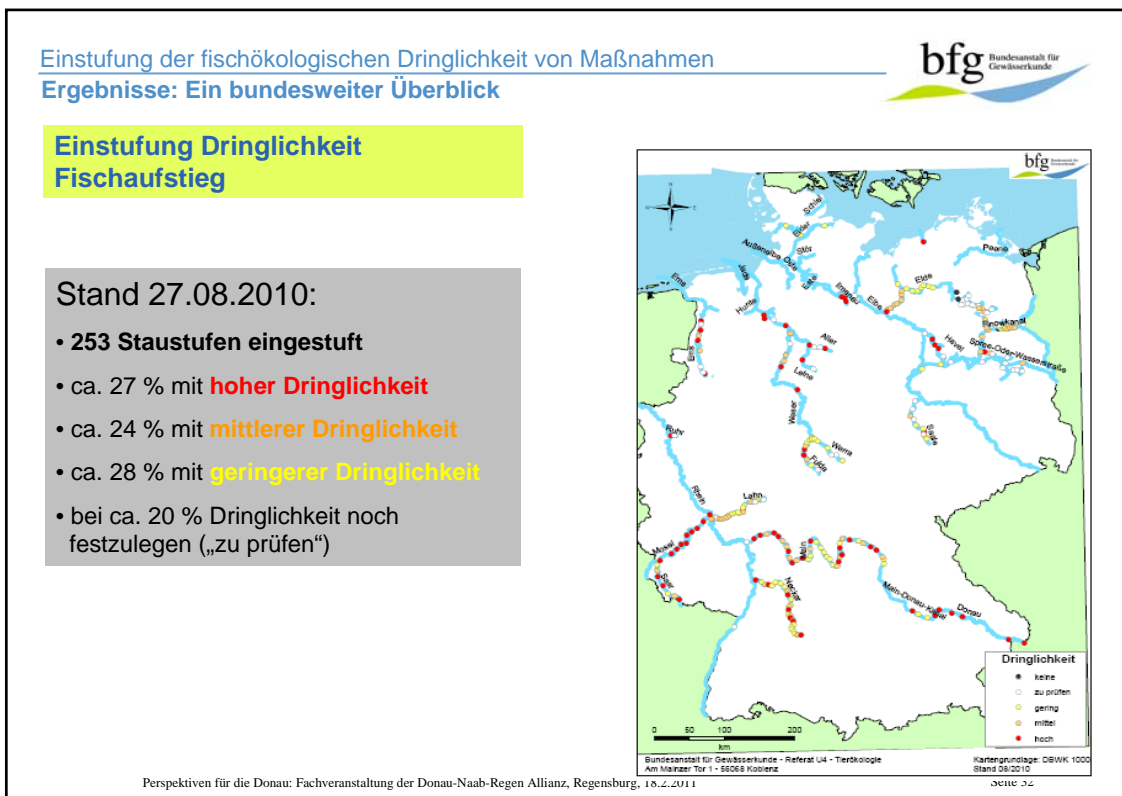 Einstufung der fischökologischen Dringlichkeit von Maßnahmen
Ergebnisse: Ein bundesweiter Überblick
bfg Bundesanstalt für
Gewässerkunde
Einstufung Dringlichkeit
Fischaufstieg
Stand 27.08.2010:
• 253 Staustufen eingestuft
• ca. 27 % mit hoher Dringlichkeit
• ca. 24 % mit mittlerer Dringlichkeit
• ca. 28 % mit geringerer Dringlichkeit
• bei ca. 20 % Dringlichkeit noch
festzulegen („zu prüfen“)
bfg
Schlei
Eider
Stör
Außenelbe
Oste
Este
Ilmenau
Elbe
Elde
Peene
Ems
Jade
Hunte
Ems
Aller
Leine
Weser
Havel
Finowkanal
Spree-Oder-Wasserstraße
Saale
Werra
Fulda
Ruhr
Rhein
Lahn
Mosel
Saar
Main
Neckar
Main-Donau-Kanal
Donau
Dringlichkeit
keine
zu prüfen
gering
mittel
hoch
0 50 100 200
km
Bundesanstalt für Gewässerkunde - Referat U4 - Tierökologie
Am Mainzer Tor 1 - 56068 Koblenz
Kartengrundlage: DBWK 1000
Stand 08/2010
Perspektiven für die Donau: Fachveranstaltung der Donau-Naab-Regen Allianz, Regensburg, 18.2.2011
Seite 32